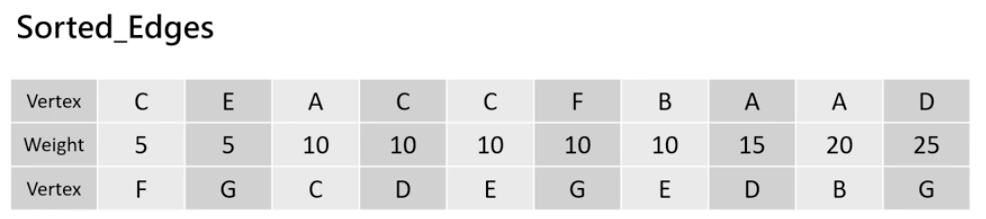 Sorted_Edges
Vertex C E A C C F B A A D
Weight 5 5 10 10 10 10 10 15 20 25
Vertex F G C D E G E D B G